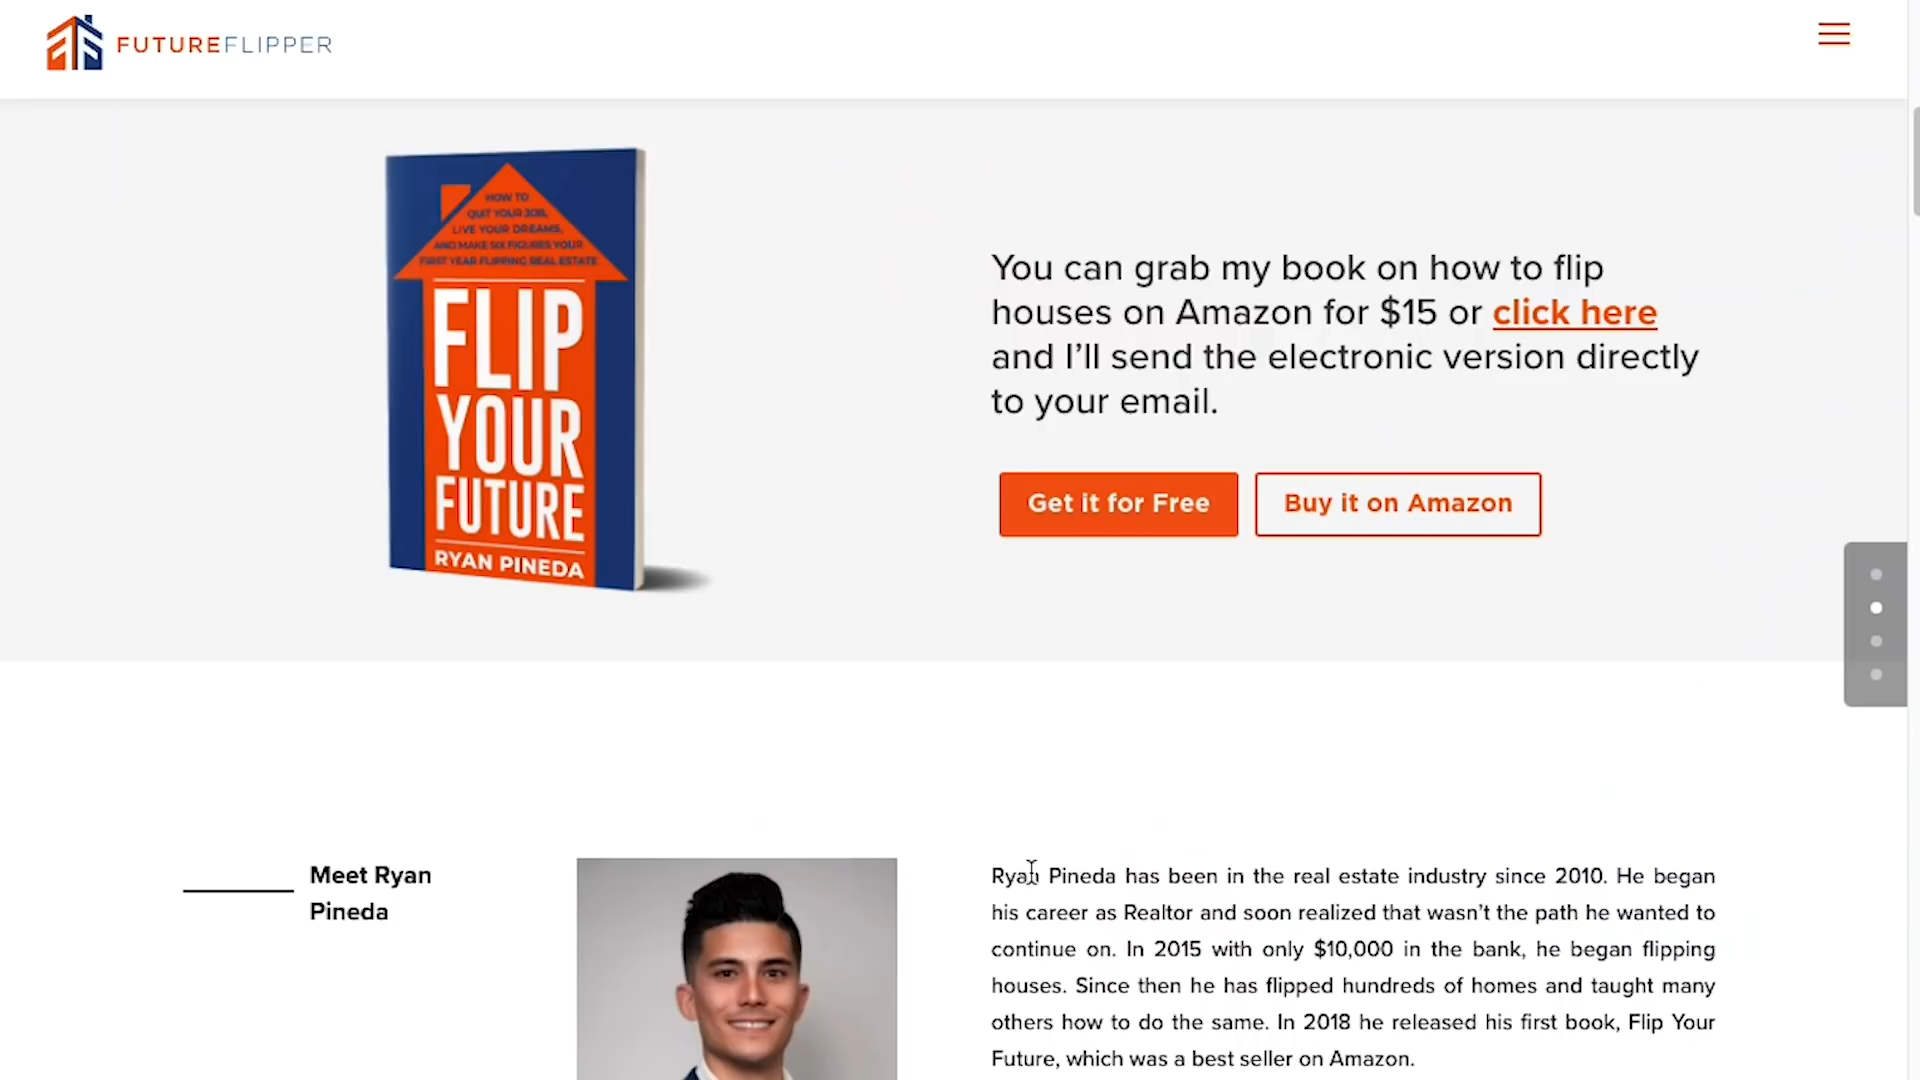 FUTUREFLIPPER
HOW TO
QUIT YOUR JOB,
LIVE YOUR DREAMS,
AND MAKE SIX FIGURES YOUR
FIRST YEAR FLIPPING REAL ESTATE
FLIP
YOUR
FUTURE
RYAN PINEDA
You can grab my book on how to flip
houses on Amazon for $15 or click here
and I’ll send the electronic version directly
to your email.
Get it for Free
Buy it on Amazon
Meet Ryan
Pineda
Ryan Pineda has been in the real estate industry since 2010. He began
his career as Realtor and soon realized that wasn’t the path he wanted to
continue on. In 2015 with only $10,000 in the bank, he began flipping
houses. Since then he has flipped hundreds of homes and taught many
others how to do the same. In 2018 he released his first book, Flip Your
Future, which was a best seller on Amazon.